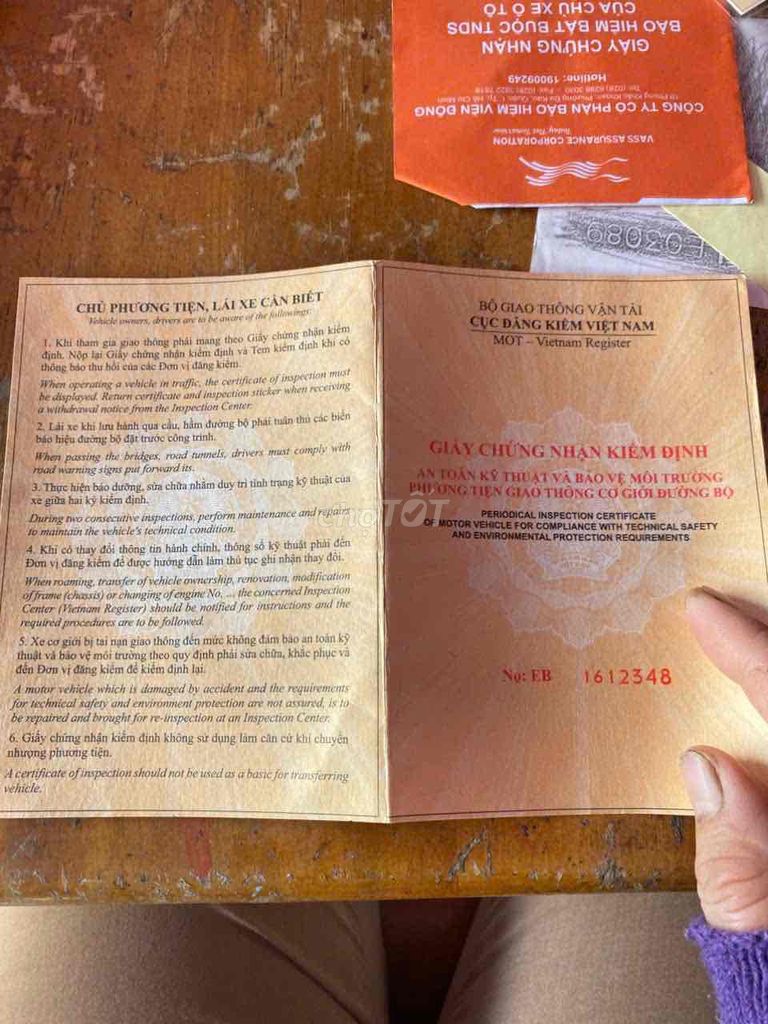 GIẤY CHỨNG NHẬN
BẢO HIỂM BẮT BUỘC TNDS
CỦA CHỦ XE Ô TÔ
CÔNG TY CỔ PHẦN BẢO HIỂM VIỄN ĐÔNG
Hotline: 19009249
VASS ASSURANCE CORPORATION
03089
CHỦ PHƯƠNG TIỆN, LÁI XE CẦN BIẾT
Vehicle owners, drivers are to be aware of the followings:
1. Khi tham gia giao thông phải mang theo Giấy chứng nhận kiểm
định. Nộp lại Giấy chứng nhận kiểm định và Tem kiểm định khi có
thông báo thu hồi của các Đơn vị đăng kiểm.
When operating a vehicle in traffic, the certificate of inspection must
be displayed. Return certificate and inspection sticker when receiving
a withdrawal notice from the Inspection Center.
2. Lái xe khi lưu hành qua cầu, hầm đường bộ phải tuân thủ các biển
báo hiệu đường bộ đặt trước công trình.
When passing the bridges, road tunnels, drivers must comply with
road warning signs put forward its.
3. Thực hiện bảo dưỡng, sửa chữa nhằm duy trì tình trạng kỹ thuật của
xe giữa hai kỳ kiểm định.
During two consecutive inspections, perform maintenance and repairs
to maintain the vehicle's technical condition.
4. Khi có thay đổi thông tin hành chính, thông số kỹ thuật phải đến
Đơn vị đăng kiểm để được hướng dẫn làm thủ tục ghi nhận thay đổi.
When roaming, transfer of vehicle ownership, renovation, modification
of frame (chassis) or changing of engine No, ... the concerned Inspection
Center (Vietnam Register) should be notified for instructions and the
required procedures are to be followed.
5. Xe cơ giới bị tai nạn giao thông đến mức không đảm bảo an toàn kỹ
thuật và bảo vệ môi trường theo quy định phải sửa chữa, khắc phục và
đến Đơn vị đăng kiểm để kiểm định lại.
A motor vehicle which is damaged by accident and the requirements
for technical safety and environment protection are not assured, is to
be repaired and brought for re-inspection at an Inspection Center.
6. Giấy chứng nhận kiểm định không sử dụng làm căn cứ khi chuyển
nhượng phương tiện.
A certificate of inspection should not be used as a basic for transferring
vehicle.
BỘ GIAO THÔNG VẬN TẢI
CỤC ĐĂNG KIỂM VIỆT NAM
MOT – Vietnam Register
GIẤY CHỨNG NHẬN KIỂM ĐỊNH
AN TOÀN KỸ THUẬT VÀ BẢO VỆ MÔI TRƯỜNG
PHƯƠNG TIỆN GIAO THÔNG CƠ GIỚI ĐƯỜNG BỘ
PERIODICAL INSPECTION CERTIFICATE
OF MOTOR VEHICLE FOR COMPLIANCE WITH TECHNICAL SAFETY
AND ENVIRONMENTAL PROTECTION REQUIREMENTS
No: EB 1612348
chợTỐT